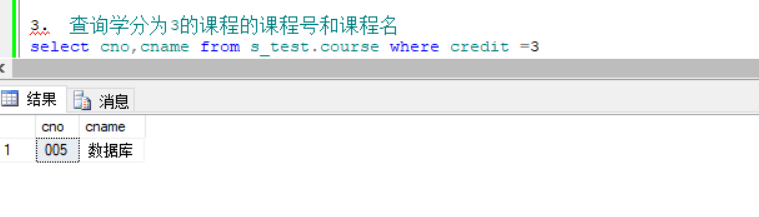 3. 查询学分为3的课程的课程号和课程名
select cno,cname from s_test.course where credit =3
结果 消息
cno cname
1 005 数据库